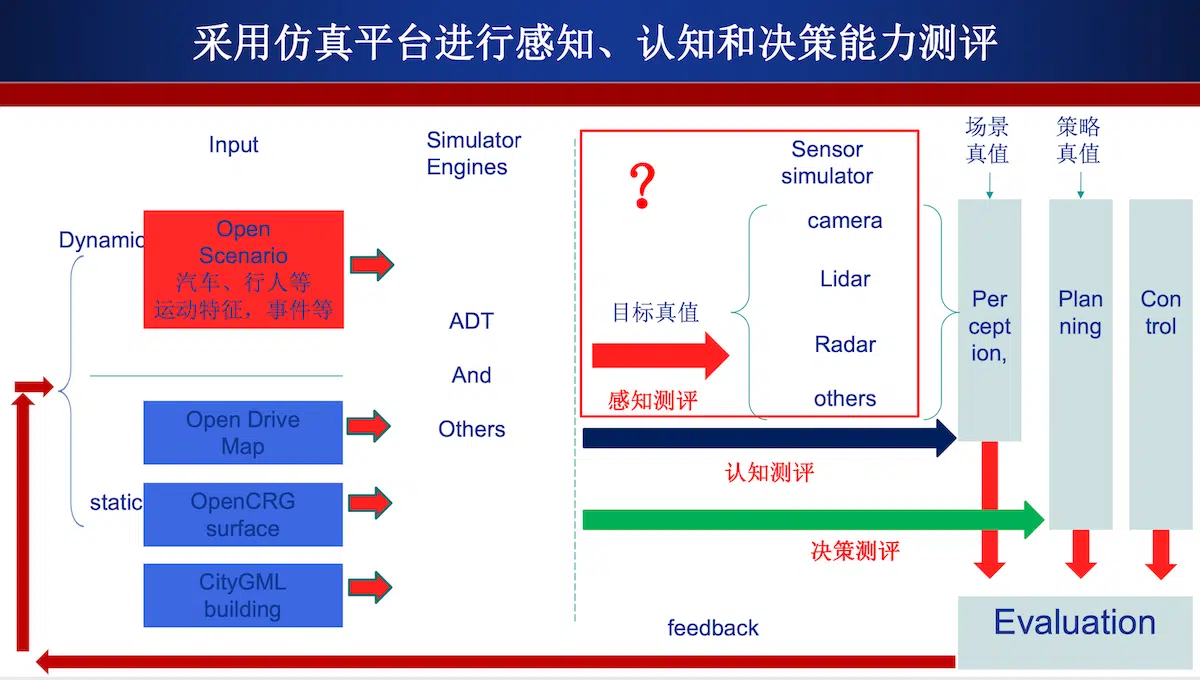 采用仿真平台进行感知、认知和决策能力测评
Input
Simulator
Engines
Dynamic
Open
Scenario
汽车、行人等
运动特征，事件等
static
Open Drive
Map
OpenCRG
surface
CityGML
building
ADT
And
Others
?
目标真值
感知测评
Sensor
simulator
camera
Lidar
Radar
others
认知测评
决策测评
场景
真值
策略
真值
Per
cept
ion,
Plan
ning
Con
trol
feedback
Evaluation